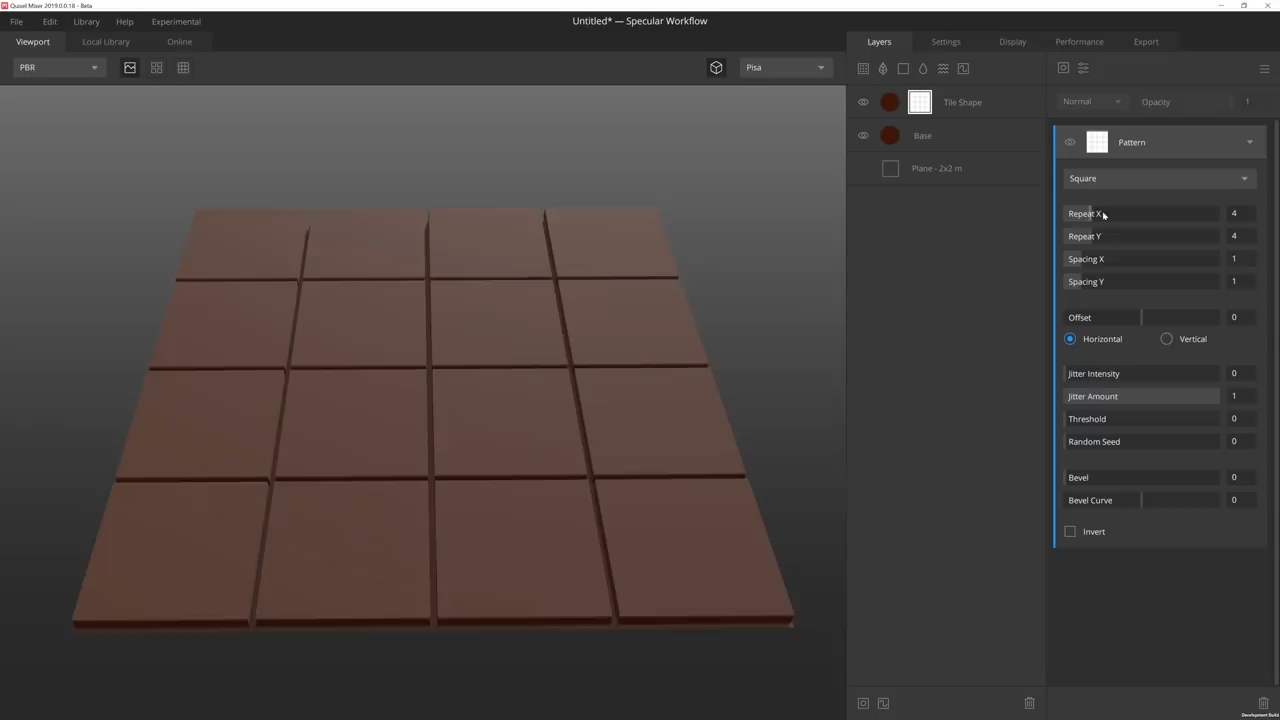 Quixel Mixer 2019.0.0.18 - Beta
File Edit Library Help Experimental
Untitled* — Specular Workflow
Viewport Local Library Online
Layers Settings Display Performance Export
PBR
Pisa
Tile Shape
Base
Plane - 2x2 m
Normal Opacity 1
Pattern
Square
Repeat X 4
Repeat Y 4
Spacing X 1
Spacing Y 1
Offset 0
Horizontal Vertical
Jitter Intensity 0
Jitter Amount 1
Threshold 0
Random Seed 0
Bevel 0
Bevel Curve 0
Invert
Development Build